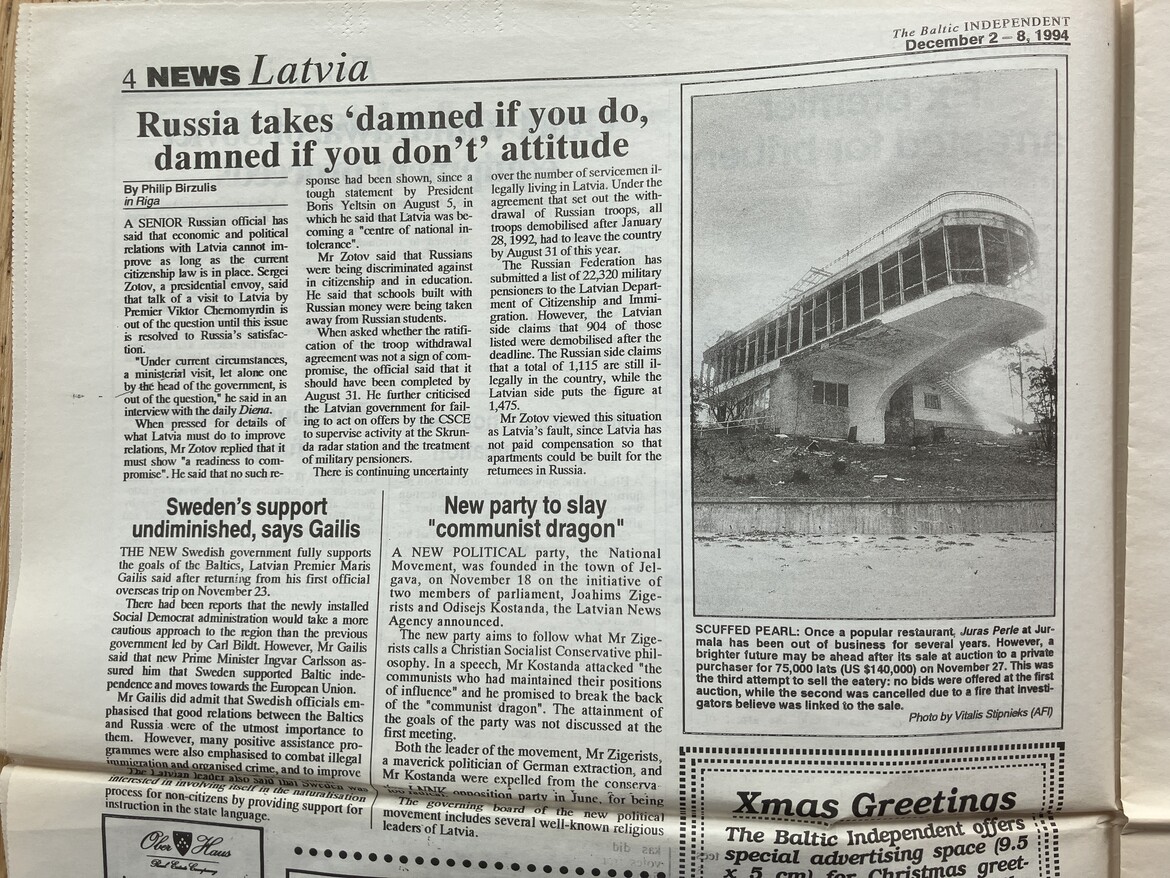 The Baltic INDEPENDENT
December 2 – 8, 1994
4 NEWS Latvia
Russia takes ‘damned if you do,
damned if you don’t’ attitude
By Philip Birzulis
in Riga
A SENIOR Russian official has
said that economic and political
relations with Latvia cannot im-
prove as long as the current
citizenship law is in place. Sergei
Zotov, a presidential envoy, said
that talk of a visit to Latvia by
Premier Viktor Chernomyrdin is
out of the question until this issue
is resolved to Russia's satisfac-
tion.
"Under current circumstances,
a ministerial visit, let alone one
by the head of the government, is
out of the question," he said in an
interview with the daily Diena.
When pressed for details of
what Latvia must do to improve
relations, Mr Zotov replied that it
must show "a readiness to com-
promise". He said that no such re-
sponse had been shown, since a
tough statement by President
Boris Yeltsin on August 5, in
which he said that Latvia was be-
coming a "centre of national in-
tolerance".
Mr Zotov said that Russians
were being discriminated against
in citizenship and in education.
He said that schools built with
Russian money were being taken
away from Russian students.
When asked whether the ratifi-
cation of the troop withdrawal
agreement was not a sign of com-
promise, the official said that it
should have been completed by
August 31. He further criticised
the Latvian government for fail-
ing to act on offers by the CSCE
to supervise activity at the Skrun-
da radar station and the treatment
of military pensioners.
There is continuing uncertainty
over the number of servicemen il-
legally living in Latvia. Under the
agreement that set out the with-
drawal of Russian troops, all
troops demobilised after January
28, 1992, had to leave the country
by August 31 of this year.
The Russian Federation has
submitted a list of 22,320 military
pensioners to the Latvian Depart-
ment of Citizenship and Immi-
gration. However, the Latvian
side claims that 904 of those
listed were demobilised after the
deadline. The Russian side claims
that a total of 1,115 are still il-
legally in the country, while the
Latvian side puts the figure at
1,475.
Mr Zotov viewed this situation
as Latvia's fault, since Latvia has
not paid compensation so that
apartments could be built for the
returnees in Russia.
Sweden's support
undiminished, says Gailis
THE NEW Swedish government fully supports
the goals of the Baltics, Latvian Premier Maris
Gailis said after returning from his first official
overseas trip on November 23.
There had been reports that the newly installed
Social Democrat administration would take a more
cautious approach to the region than the previous
government led by Carl Bildt. However, Mr Gailis
said that new Prime Minister Ingvar Carlsson as-
sured him that Sweden supported Baltic inde-
pendence and moves towards the European Union.
Mr Gailis did admit that Swedish officials em-
phasised that good relations between the Baltics
and Russia were of the utmost importance to
them. However, many positive assistance pro-
grammes were also emphasised to combat illegal
immigration and organised crime, and to improve
The Latvian leader also said that Sweden was
interested in involving itself in the naturalisation
process for non-citizens by providing support for
instruction in the state language.
New party to slay
"communist dragon"
A NEW POLITICAL party, the National
Movement, was founded in the town of Jel-
gava, on November 18 on the initiative of
two members of parliament, Joahims Zige-
rists and Odisejs Kostanda, the Latvian News
Agency announced.
The new party aims to follow what Mr Zige-
rists calls a Christian Socialist Conservative phil-
osophy. In a speech, Mr Kostanda attacked "the
communists who had maintained their positions
of influence" and he promised to break the back
of the "communist dragon". The attainment of
the goals of the party was not discussed at the
first meeting.
Both the leader of the movement, Mr Zigerists,
a maverick politician of German extraction, and
Mr Kostanda were expelled from the conserva-
LNNK opposition party in June, for being
The governing board of the new political
movement includes several well-known religious
leaders of Latvia.
SCUFFED PEARL: Once a popular restaurant, Juras Perle at Jur-
mala has been out of business for several years. However, a
brighter future may be ahead after its sale at auction to a private
purchaser for 75,000 lats (US $140,000) on November 27. This was
the third attempt to sell the eatery: no bids were offered at the first
auction, while the second was cancelled due to a fire that investi-
gators believe was linked to the sale.
Photo by Vitalis Stipnieks (AFI)
Xmas Greetings
The Baltic Independent offers
special advertising space (9.5
x 5 cm) for Christmas greet-
Ober Haus
Real Estate Company